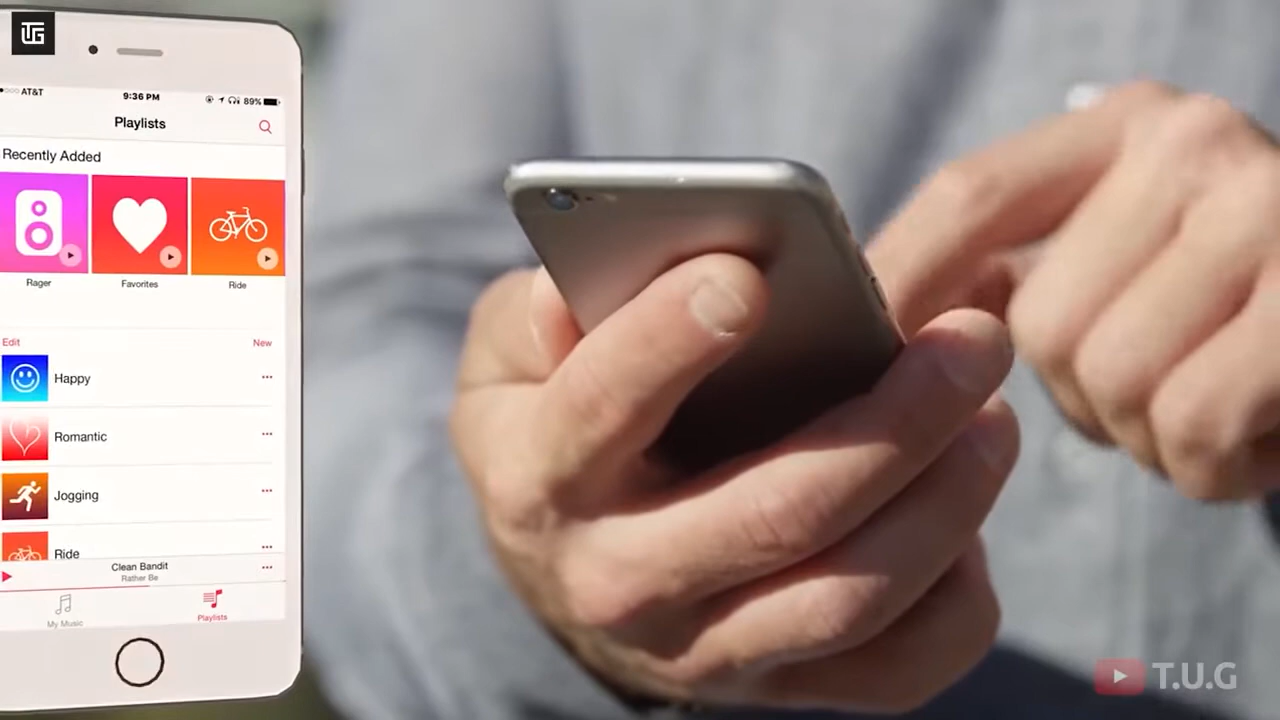 TG
AT&T 9:36 PM 89%
Playlists
Recently Added
Rager Favorites Ride
Edit New
Happy
Romantic
Jogging
Ride
Clean Bandit
Rather Be
My Music Playlists
T.U.G